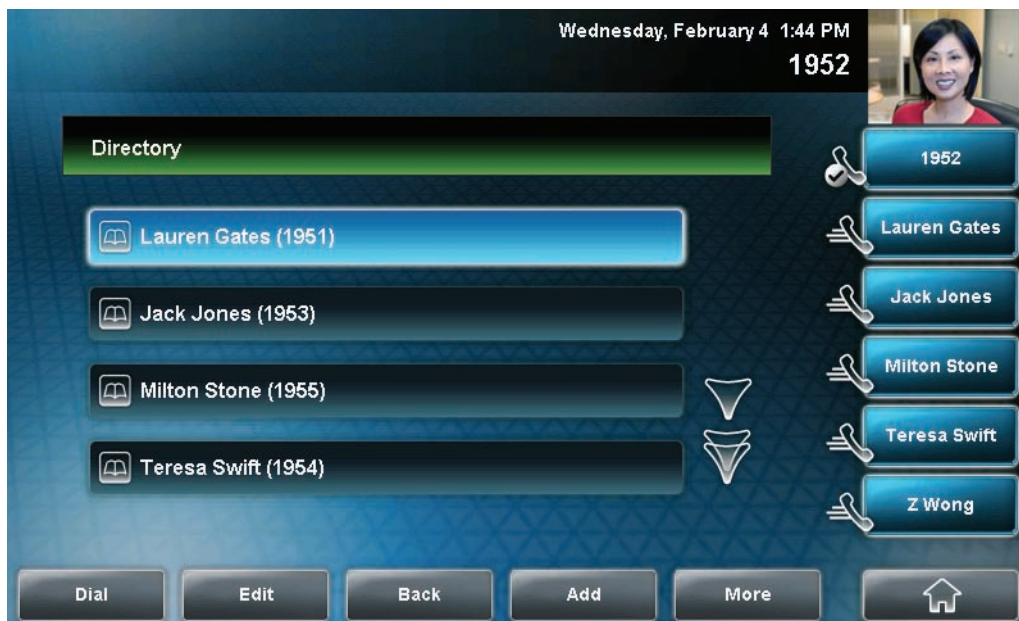 Wednesday, February 4 1:44 PM
1952
Directory
Lauren Gates (1951)
Jack Jones (1953)
Milton Stone (1955)
Teresa Swift (1954)
1952
Lauren Gates
Jack Jones
Milton Stone
Teresa Swift
Z Wong
Dial
Edit
Back
Add
More